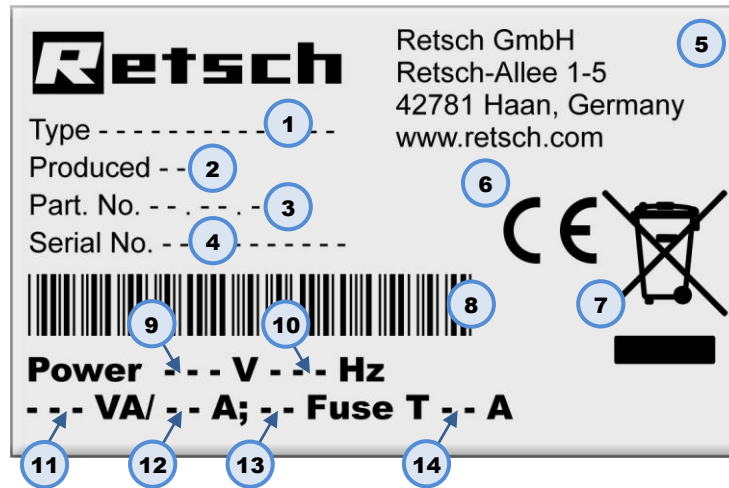 Retsch
Retsch GmbH
Retsch-Allee 1-5
42781 Haan, Germany
www.retsch.com
5
Type - - - - - - - - - - - - - - - - 1
Produced - - 2
Part. No. - - . - - . - 3
Serial No. - - 4 - - - - - - - -
6
CE
7
8
9
10
Power - - - V - - - Hz
- - - VA/ - - A; - - Fuse T - - A
11
12
13
14